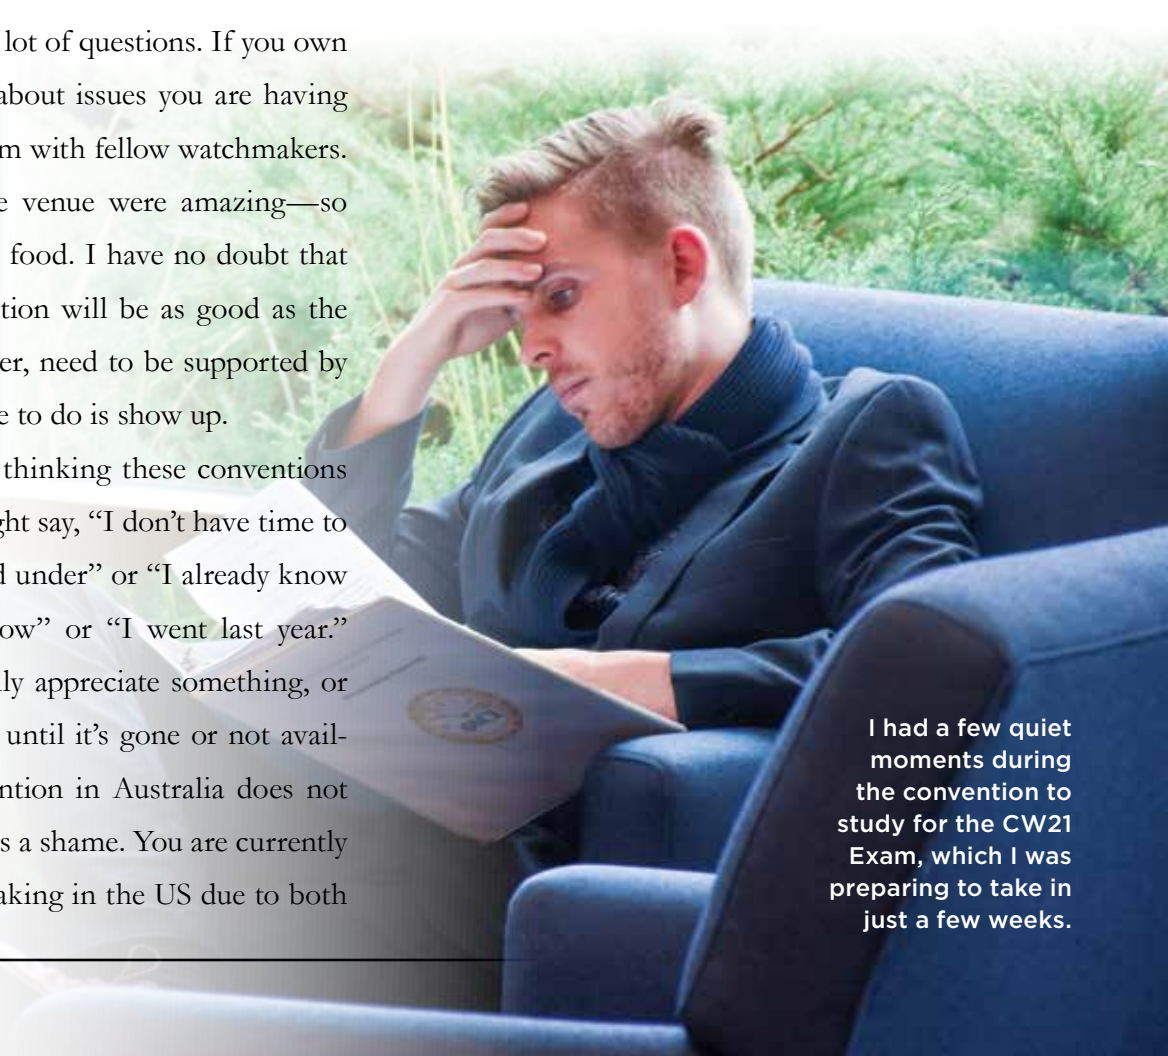 lot of questions. If you own
about issues you are having
m with fellow watchmakers.
e venue were amazing—so
food. I have no doubt that
tion will be as good as the
er, need to be supported by
e to do is show up.
thinking these conventions
ght say, “I don’t have time to
d under” or “I already know
ow” or “I went last year.”
lly appreciate something, or
until it’s gone or not avail-
ntion in Australia does not
s a shame. You are currently
aking in the US due to both
I had a few quiet
moments during
the convention to
study for the CW21
Exam, which I was
preparing to take in
just a few weeks.